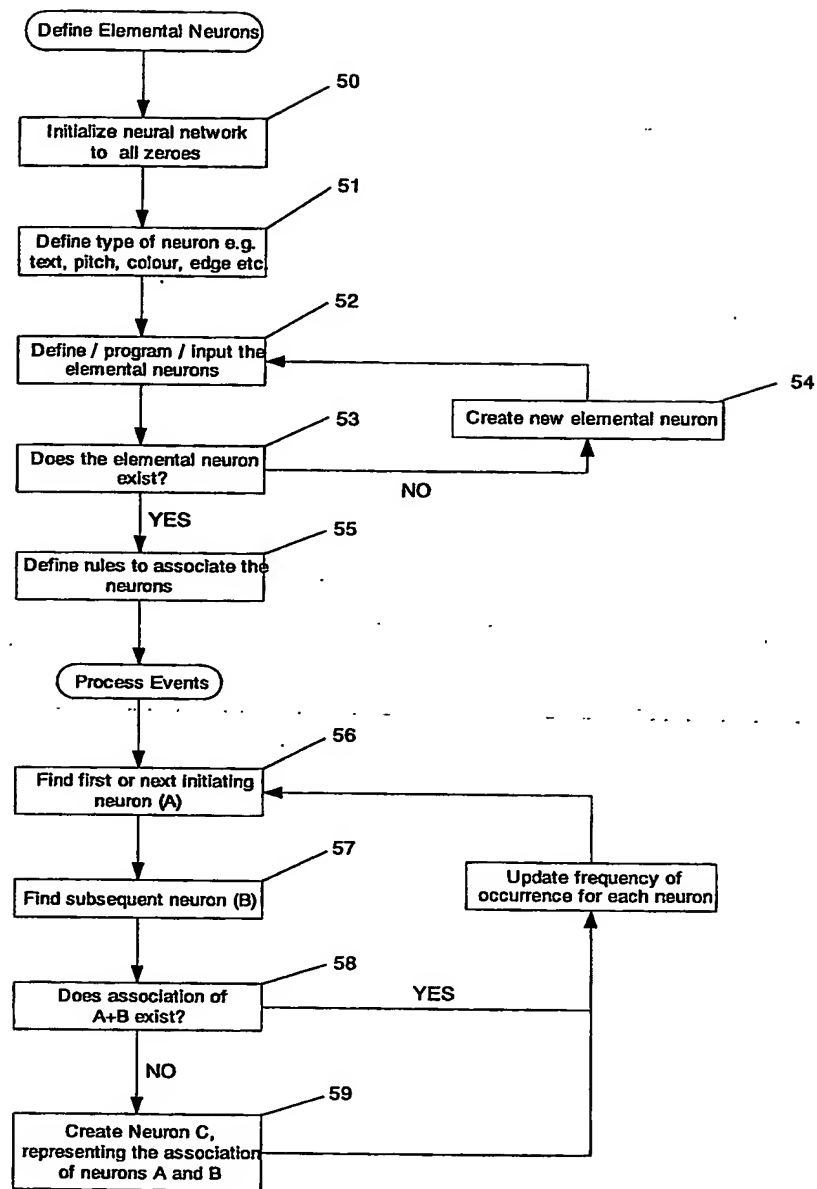 Define Elemental Neurons
50
Initialize neural network
to all zeroes
51
Define type of neuron e.g.
text, pitch, colour, edge etc.
52
Define / program / input the
elemental neurons
54
Create new elemental neuron
53
Does the elemental neuron
exist?
NO
YES
55
Define rules to associate the
neurons
Process Events
56
Find first or next initiating
neuron (A)
57
Find subsequent neuron (B)
Update frequency of
occurrence for each neuron
58
Does association of
A+B exist?
YES
NO
59
Create Neuron C,
representing the association
of neurons A and B